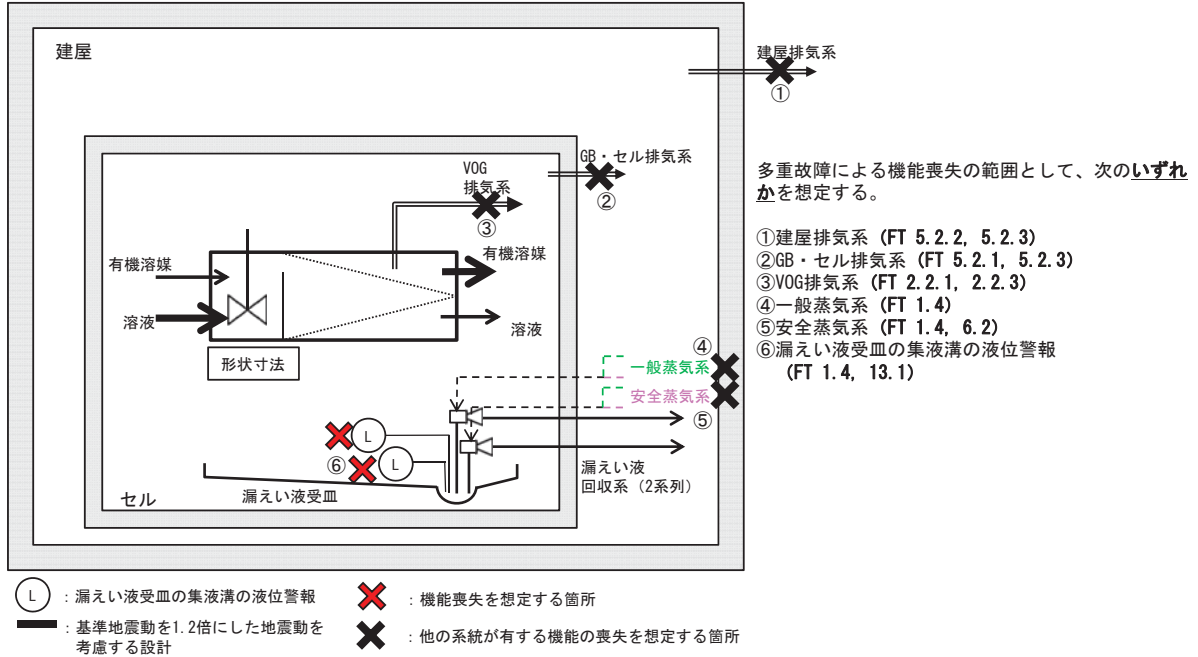 建屋
建屋排気系
①
GB・セル排気系
②
VOG
排気系
③
有機溶媒
有機溶媒
溶液
溶液
形状寸法
④
一般蒸気系
安全蒸気系
⑤
L
⑥
L
漏えい液
回収系（2系列）
セル
漏えい液受皿
多重故障による機能喪失の範囲として、次のいずれ
かを想定する。
①建屋排気系（FT 5.2.2, 5.2.3）
②GB・セル排気系（FT 5.2.1, 5.2.3）
③VOG排気系（FT 2.2.1, 2.2.3）
④一般蒸気系（FT 1.4）
⑤安全蒸気系（FT 1.4, 6.2）
⑥漏えい液受皿の集液溝の液位警報
（FT 1.4, 13.1）
L ：漏えい液受皿の集液溝の液位警報
：機能喪失を想定する箇所
：基準地震動を1.2倍にした地震動を
考慮する設計
：他の系統が有する機能の喪失を想定する箇所